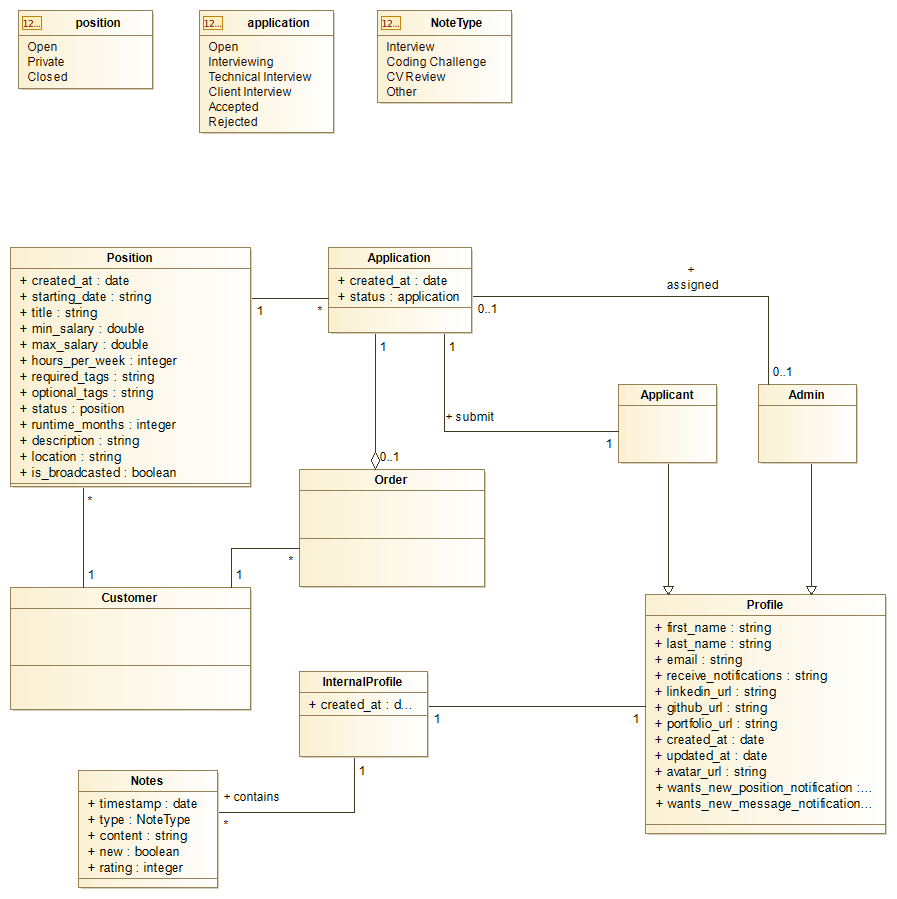 12... position
Open
Private
Closed
12... application
Open
Interviewing
Technical Interview
Client Interview
Accepted
Rejected
12... NoteType
Interview
Coding Challenge
CV Review
Other
Position
+ created_at : date
+ starting_date : string
+ title : string
+ min_salary : double
+ max_salary : double
+ hours_per_week : integer
+ required_tags : string
+ optional_tags : string
+ status : position
+ runtime_months : integer
+ description : string
+ location : string
+ is_broadcasted : boolean
1
*
Application
+ created_at : date
+ status : application
0..1
+
assigned
0..1
1
1
+ submit
1
0..1
Applicant
Admin
Order
*
1
*
1
Customer
Profile
+ first_name : string
+ last_name : string
+ email : string
+ receive_notifications : string
+ linkedin_url : string
+ github_url : string
+ portfolio_url : string
+ created_at : date
+ updated_at : date
+ avatar_url : string
+ wants_new_position_notification :...
+ wants_new_message_notification...
InternalProfile
+ created_at : d...
1
1
1
+ contains
*
Notes
+ timestamp : date
+ type : NoteType
+ content : string
+ new : boolean
+ rating : integer